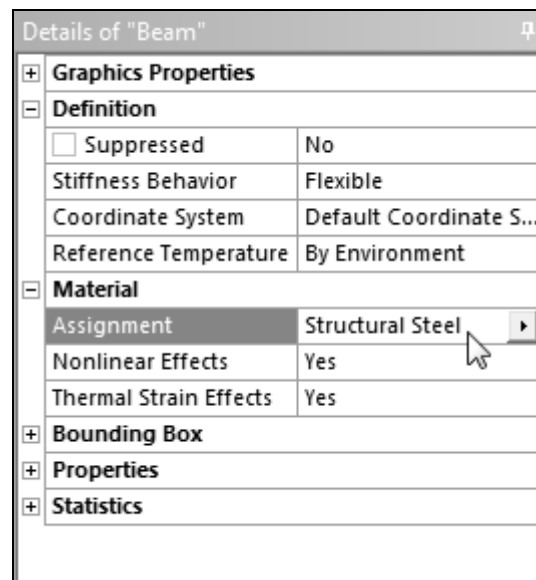 Details of "Beam"
Graphics Properties
Definition
Suppressed No
Stiffness Behavior Flexible
Coordinate System Default Coordinate S...
Reference Temperature By Environment
Material
Assignment Structural Steel
Nonlinear Effects Yes
Thermal Strain Effects Yes
Bounding Box
Properties
Statistics